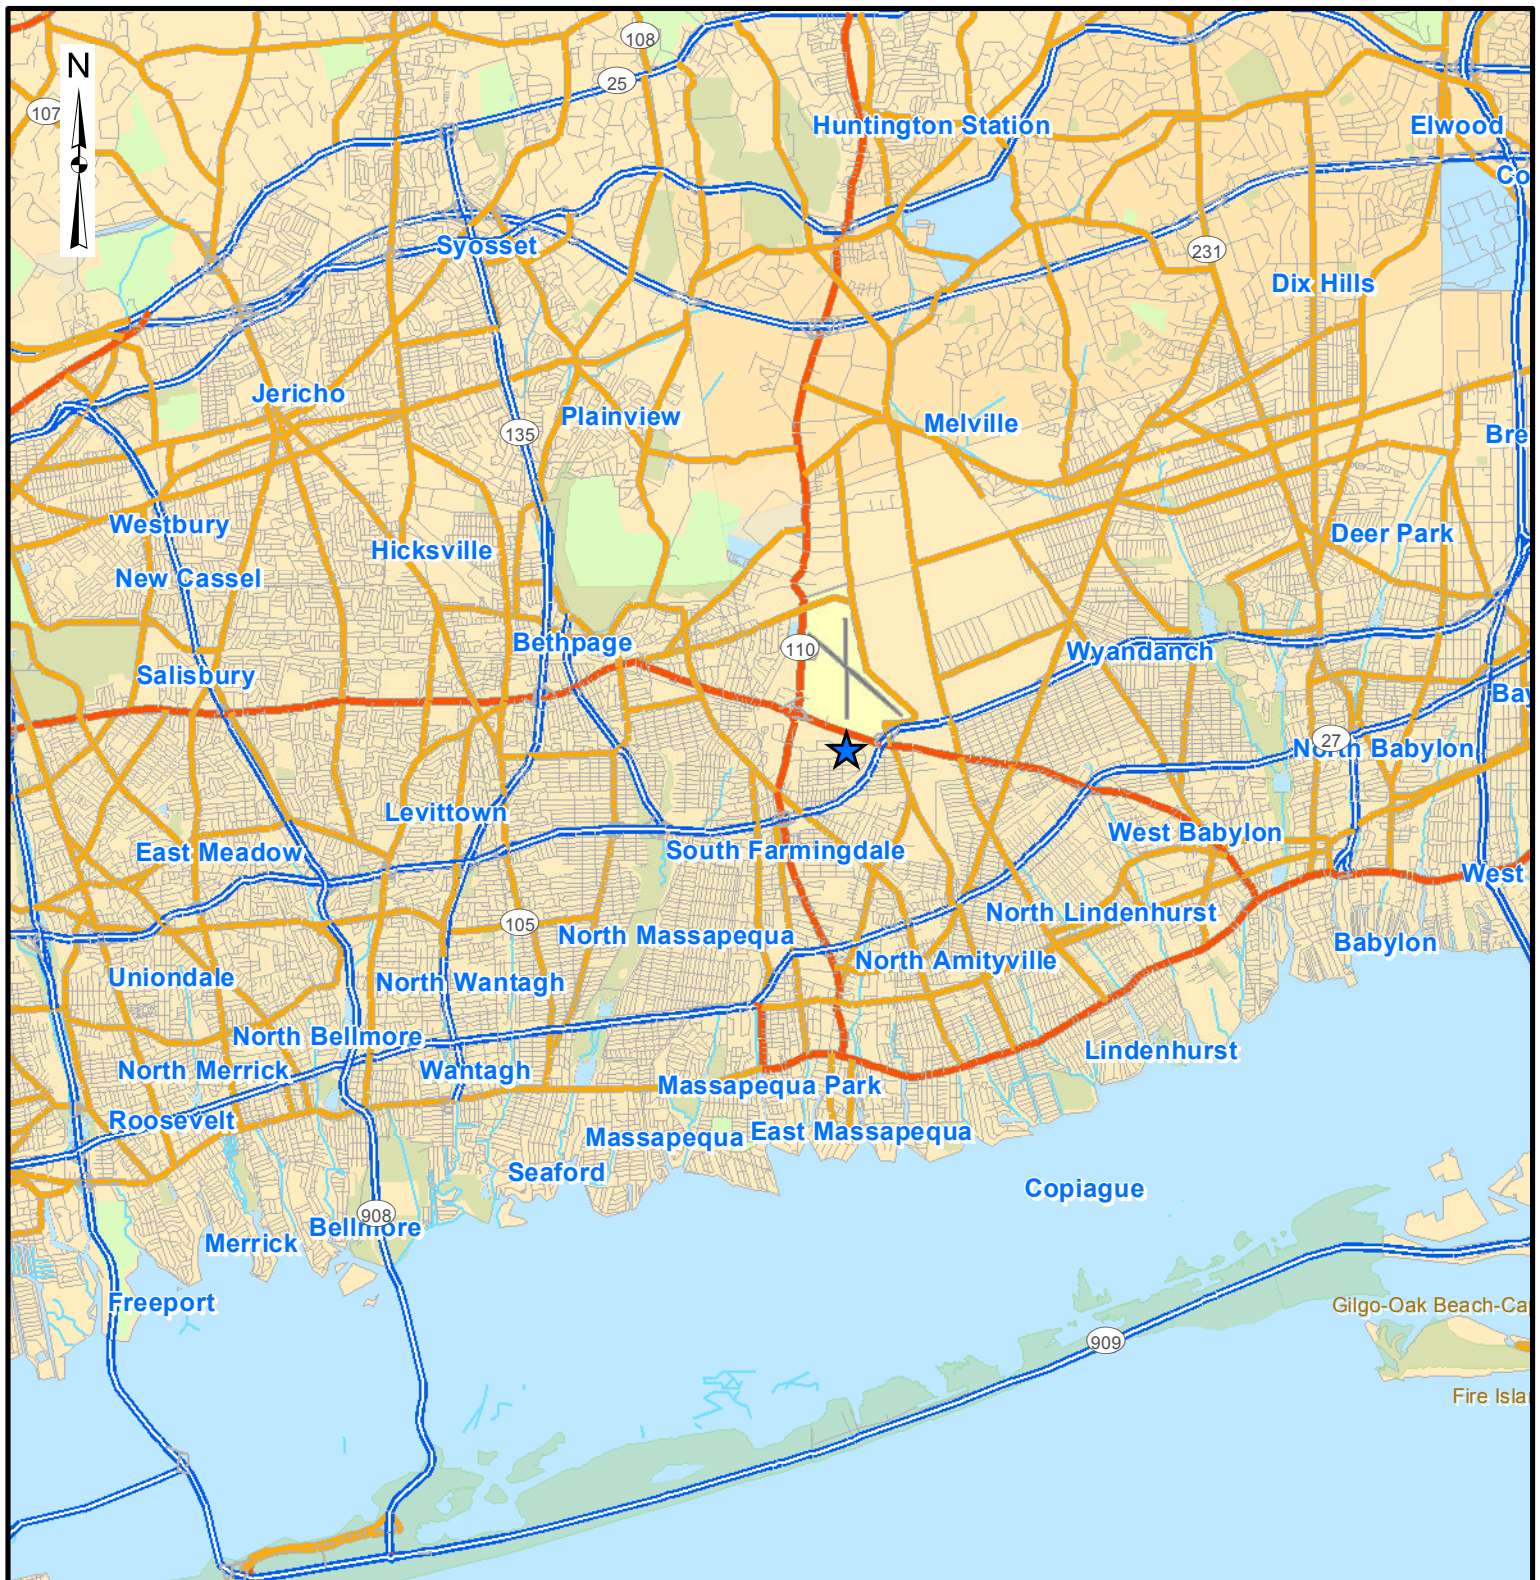 108
25
N
107
Huntington Station
Elwood
Co
Syosset
231
Dix Hills
Jericho
Plainview
Melville
135
Bre
Westbury
Hicksville
Deer Park
New Cassel
Bethpage
110
Wyandanch
Salisbury
Bay
27
North Babylon
Levittown
West Babylon
East Meadow
South Farmingdale
West
105
North Lindenhurst
North Massapequa
Babylon
North Amityville
Uniondale
North Wantagh
North Bellmore
Lindenhurst
North Merrick
Wantagh
Massapequa Park
Roosevelt
Massapequa
East Massapequa
Seaford
Copiague
908
Bellmore
Merrick
Freeport
Gilgo-Oak Beach-Ca
909
Fire Isla